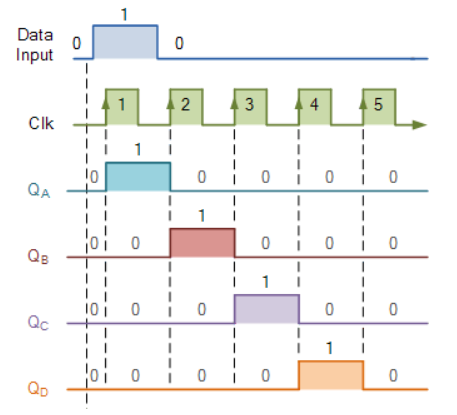 1
Data
Input 0 0
Clk 1 2 3 4 5
1
QA 0 0 0 0 0
1
QB 0 0 0 0 0
1
QC 0 0 0 0 0
1
QD 0 0 0 0 0